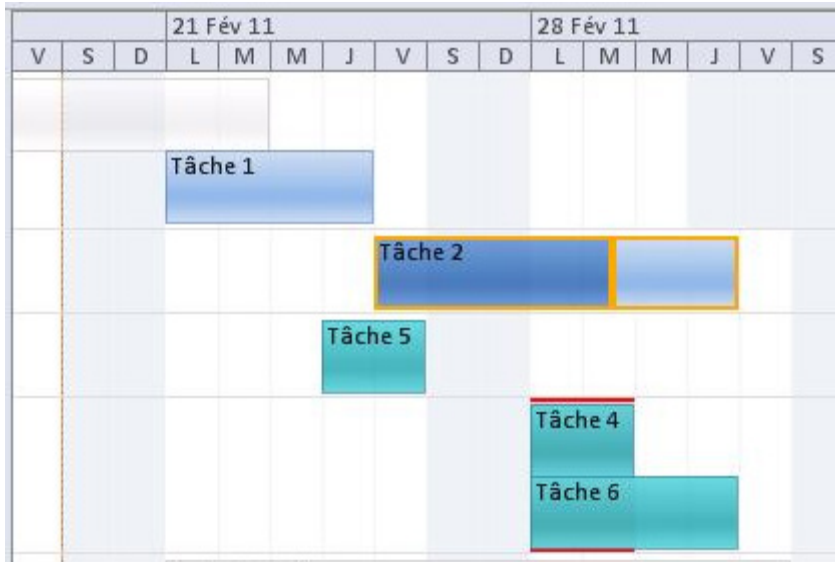 21 Fév 11 28 Fév 11
V S D L M M J V S D L M M J V S
Tâche 1
Tâche 2
Tâche 5
Tâche 4
Tâche 6